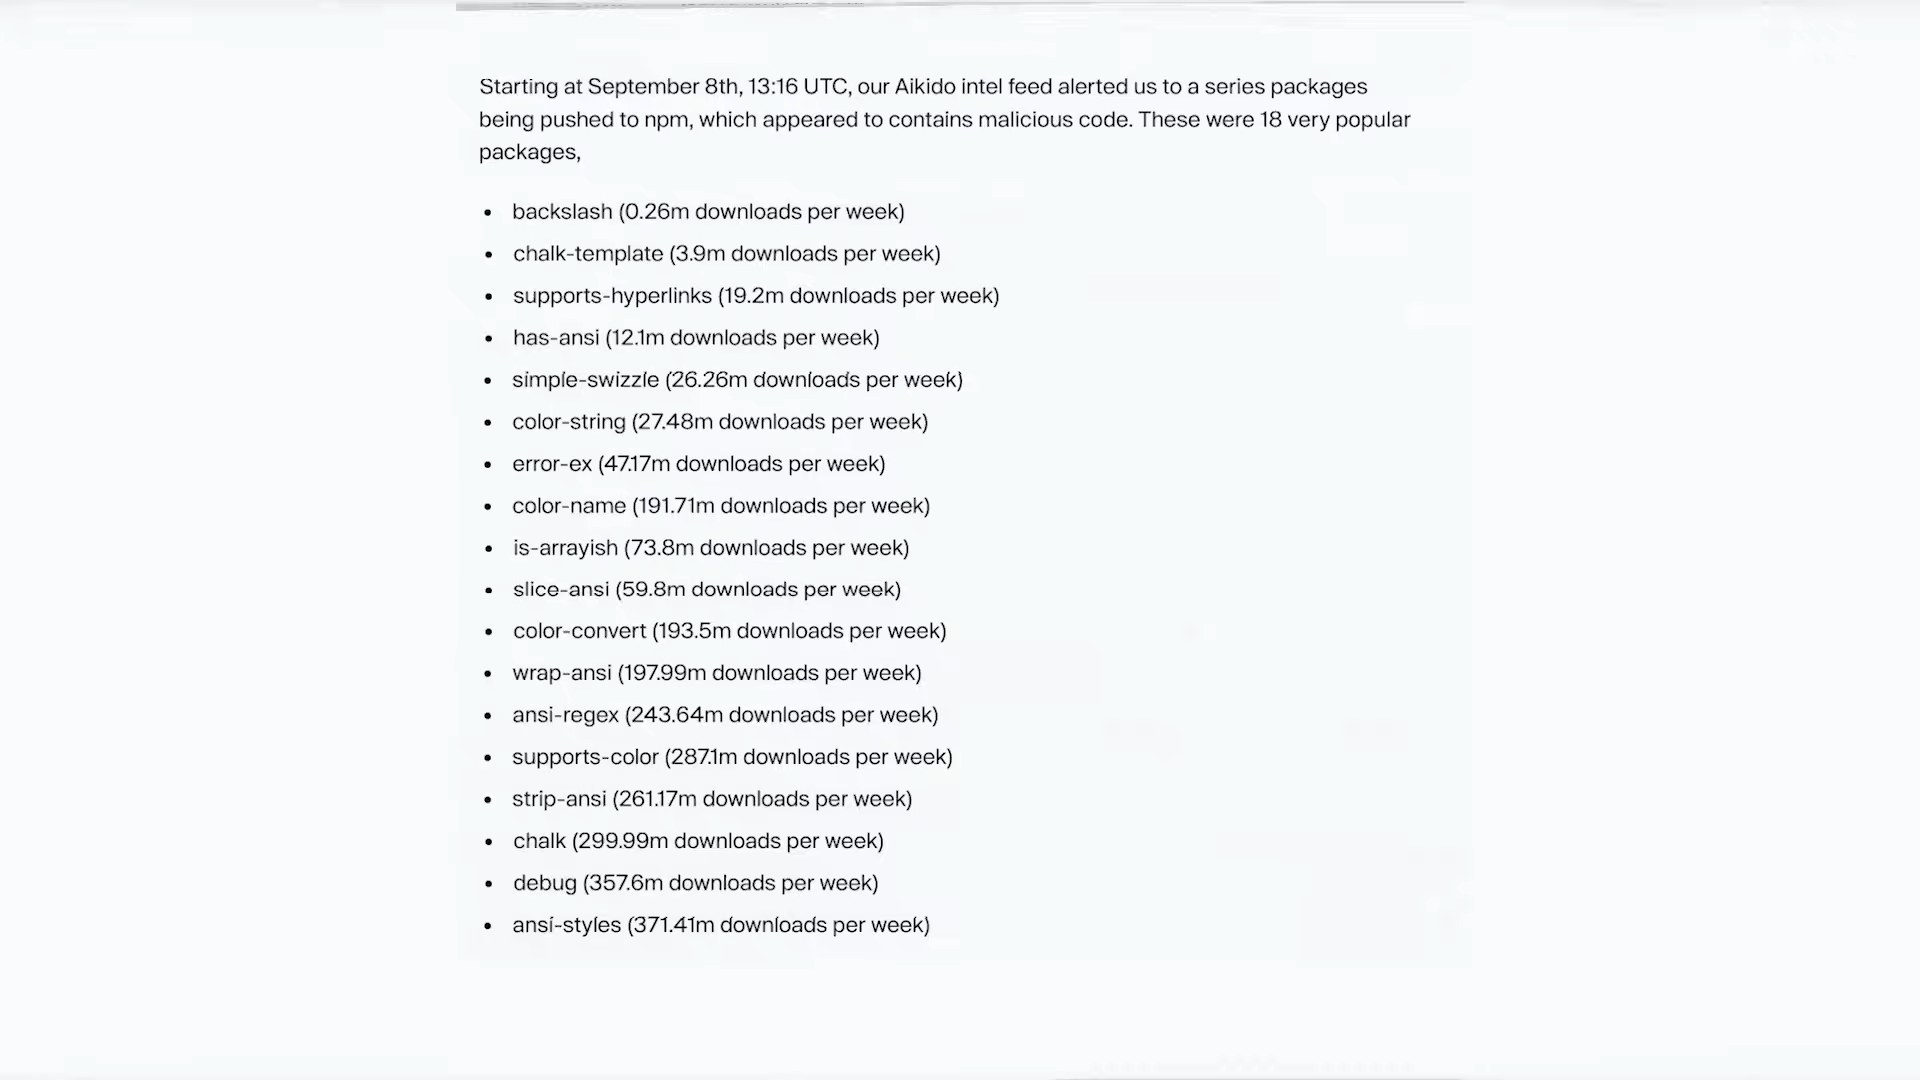 Starting at September 8th, 13:16 UTC, our Aikido intel feed alerted us to a series packages
being pushed to npm, which appeared to contains malicious code. These were 18 very popular
packages,
• backslash (0.26m downloads per week)
• chalk-template (3.9m downloads per week)
• supports-hyperlinks (19.2m downloads per week)
• has-ansi (12.1m downloads per week)
• simple-swizzle (26.26m downloads per week)
• color-string (27.48m downloads per week)
• error-ex (47.17m downloads per week)
• color-name (191.71m downloads per week)
• is-arrayish (73.8m downloads per week)
• slice-ansi (59.8m downloads per week)
• color-convert (193.5m downloads per week)
• wrap-ansi (197.99m downloads per week)
• ansi-regex (243.64m downloads per week)
• supports-color (287.1m downloads per week)
• strip-ansi (261.17m downloads per week)
• chalk (299.99m downloads per week)
• debug (357.6m downloads per week)
• ansi-styles (371.41m downloads per week)